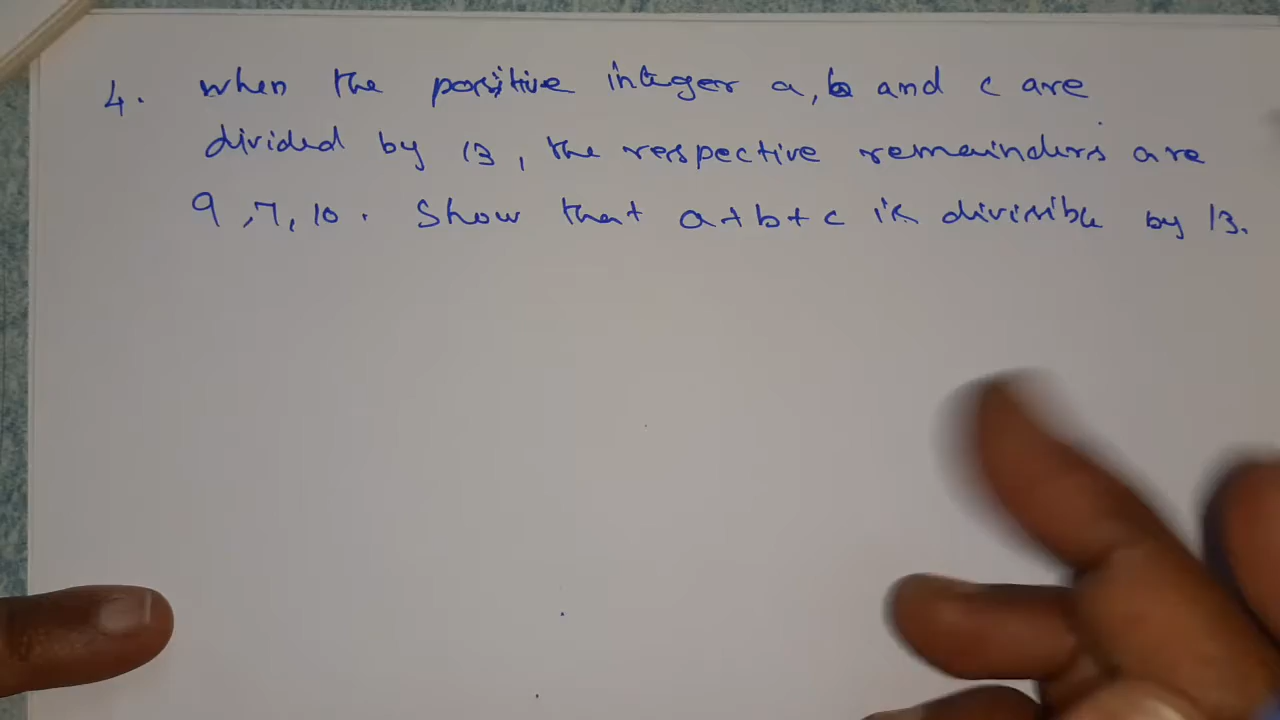 4. When the positive integer a, b and c are
divided by 13, the respective remainders are
9, 7, 10. Show that a+b+c is divisible by 13.